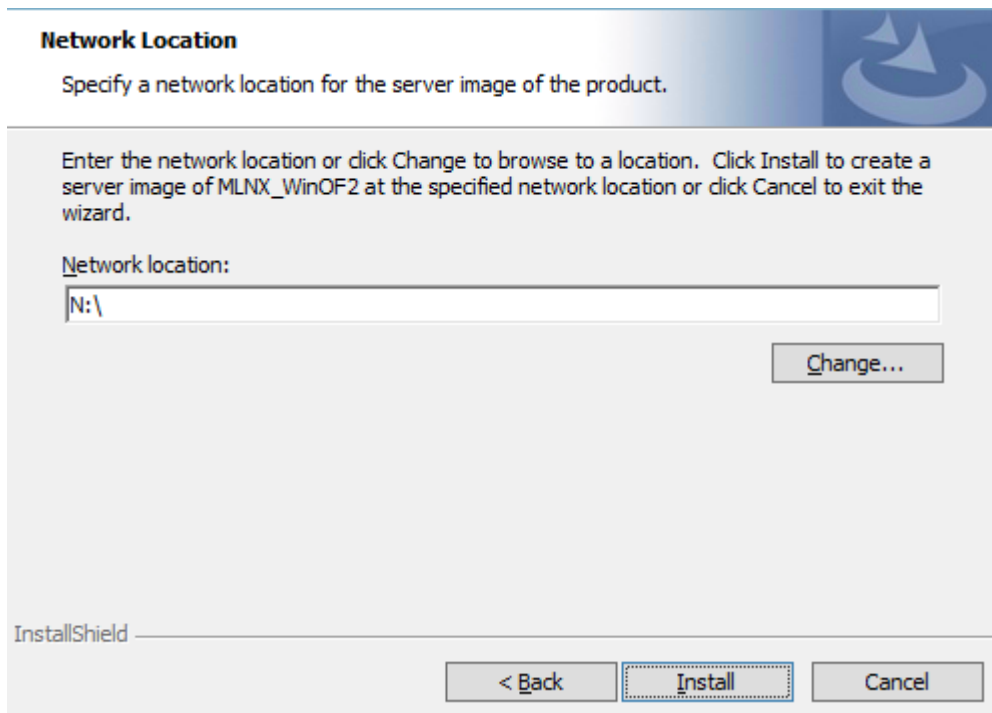 Network Location
Specify a network location for the server image of the product.
Enter the network location or click Change to browse to a location.  Click Install to create a
server image of MLNX_WinOF2 at the specified network location or click Cancel to exit the
wizard.
Network location:
N:\
Change...
InstallShield
< Back
Install
Cancel